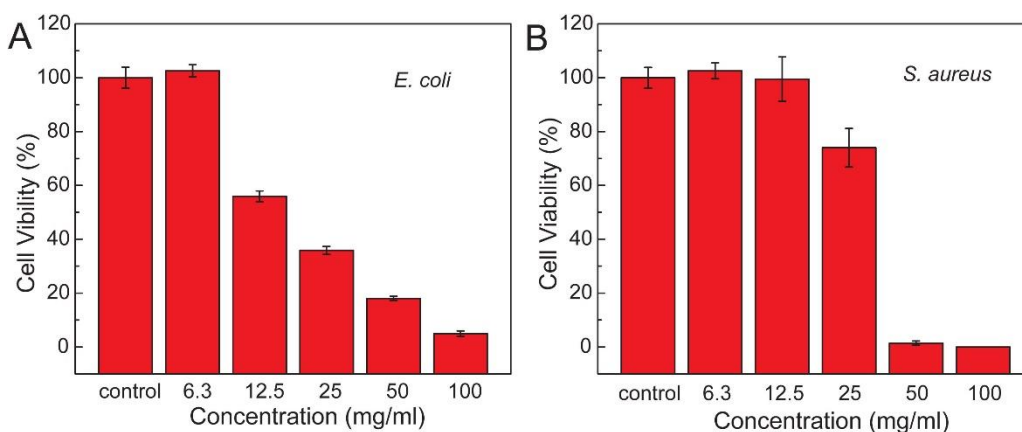 A
E. coli
Cell Vibility (%)
120
100
80
60
40
20
0
control 6.3 12.5 25 50 100
Concentration (mg/ml)
B
S. aureus
Cell Viability (%)
120
100
80
60
40
20
0
control 6.3 12.5 25 50 100
Concentration (mg/ml)